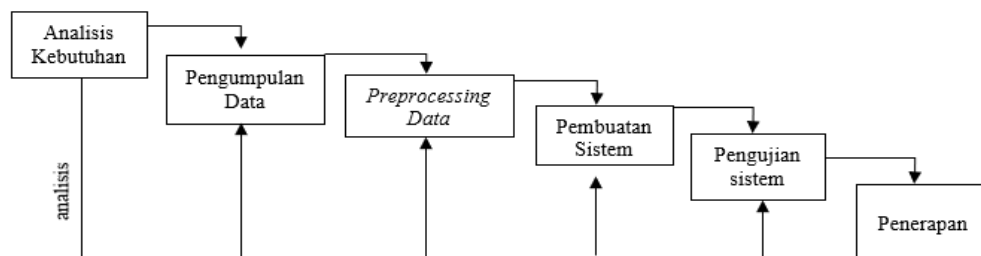 Analisis
Kebutuhan
Pengumpulan
Data
Preprocessing
Data
Pembuatan
Sistem
Pengujian
sistem
Penerapan
analisis